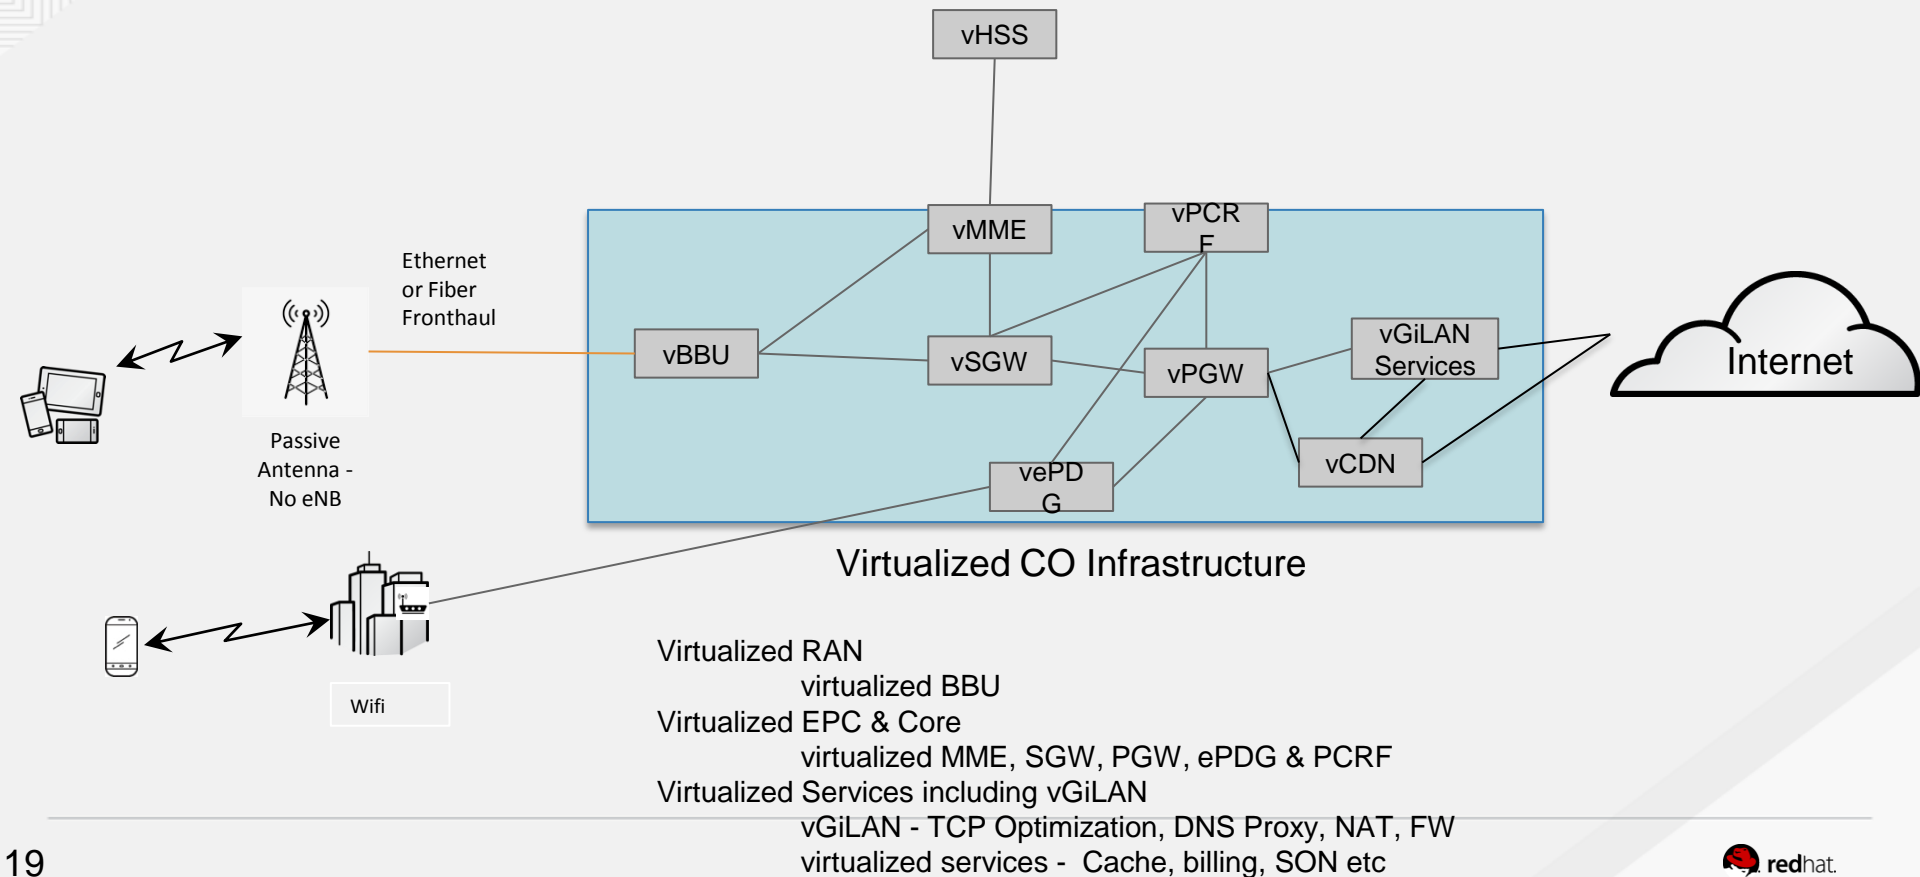 vHSS
vMME
vPCR
F
Ethernet
or Fiber
Fronthaul
vBBU
vSGW
vPGW
vGiLAN
Services
Internet
Passive
Antenna -
No eNB
vePD
G
vCDN
Virtualized CO Infrastructure
Wifi
Virtualized RAN
virtualized BBU
Virtualized EPC & Core
virtualized MME, SGW, PGW, ePDG & PCRF
Virtualized Services including vGiLAN
vGiLAN - TCP Optimization, DNS Proxy, NAT, FW
virtualized services - Cache, billing, SON etc
19
redhat.